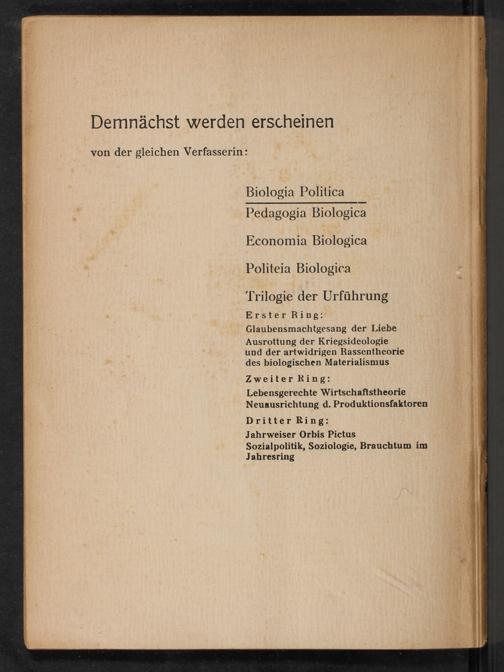 Demnächst werden erscheinen
von der gleichen Verfasserin:
Biologia Politica
Pedagogia Biologica
Economia Biologica
Politeia Biologica
Trilogie der Urführung
Erster Ring:
Glaubensmachtgesang der Liebe
Ausrottung der Kriegsideologie
und der artwidrigen Rassentheorie
des biologischen Materialismus
Zweiter Ring:
Lebensgerechte Wirtschaftstheorie
Neuausrichtung d. Produktionsfaktoren
Dritter Ring:
Jahrweiser Orbis Pictus
Sozialpolitik, Soziologie, Brauchtum im
Jahresring